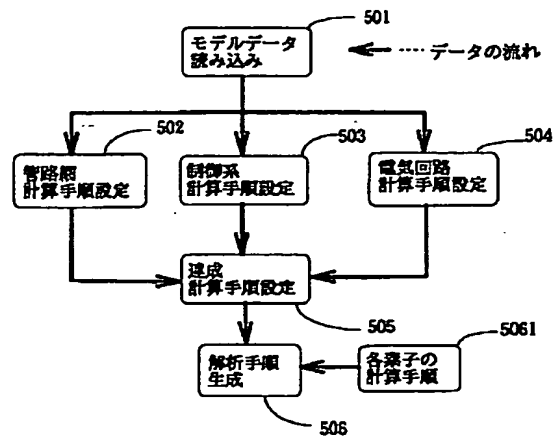 501
モデルデータ
読み込み
データの流れ
502
503
504
管路網
計算手順設定
制御系
計算手順設定
電気回路
計算手順設定
達成
計算手順設定
505
5061
解析手順
生成
各素子の
計算手順
506